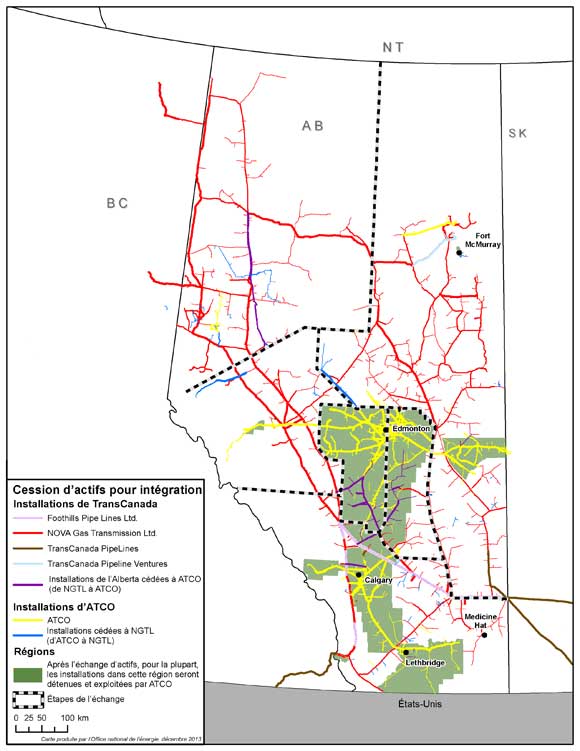 N T
A B
S K
B C
Fort
McMurray
Edmonton
Calgary
Medicine
Hat
Lethbridge
États-Unis
Cession d'actifs pour intégration
Installations de TransCanada
Foothills Pipe Lines Ltd.
NOVA Gas Transmission Ltd.
TransCanada PipeLines
TransCanada Pipeline Ventures
Installations de l'Alberta cédées à ATCO
(de NGTL à ATCO)
Installations d'ATCO
ATCO
Installations cédées à NGTL
(d'ATCO à NGTL)
Régions
Après l'échange d'actifs, pour la plupart,
les installations dans cette région seront
détenues et exploitées par ATCO
Étapes de l'échange
0 25 50 100 km
Carte produite par l'Office national de l'énergie, décembre 2013